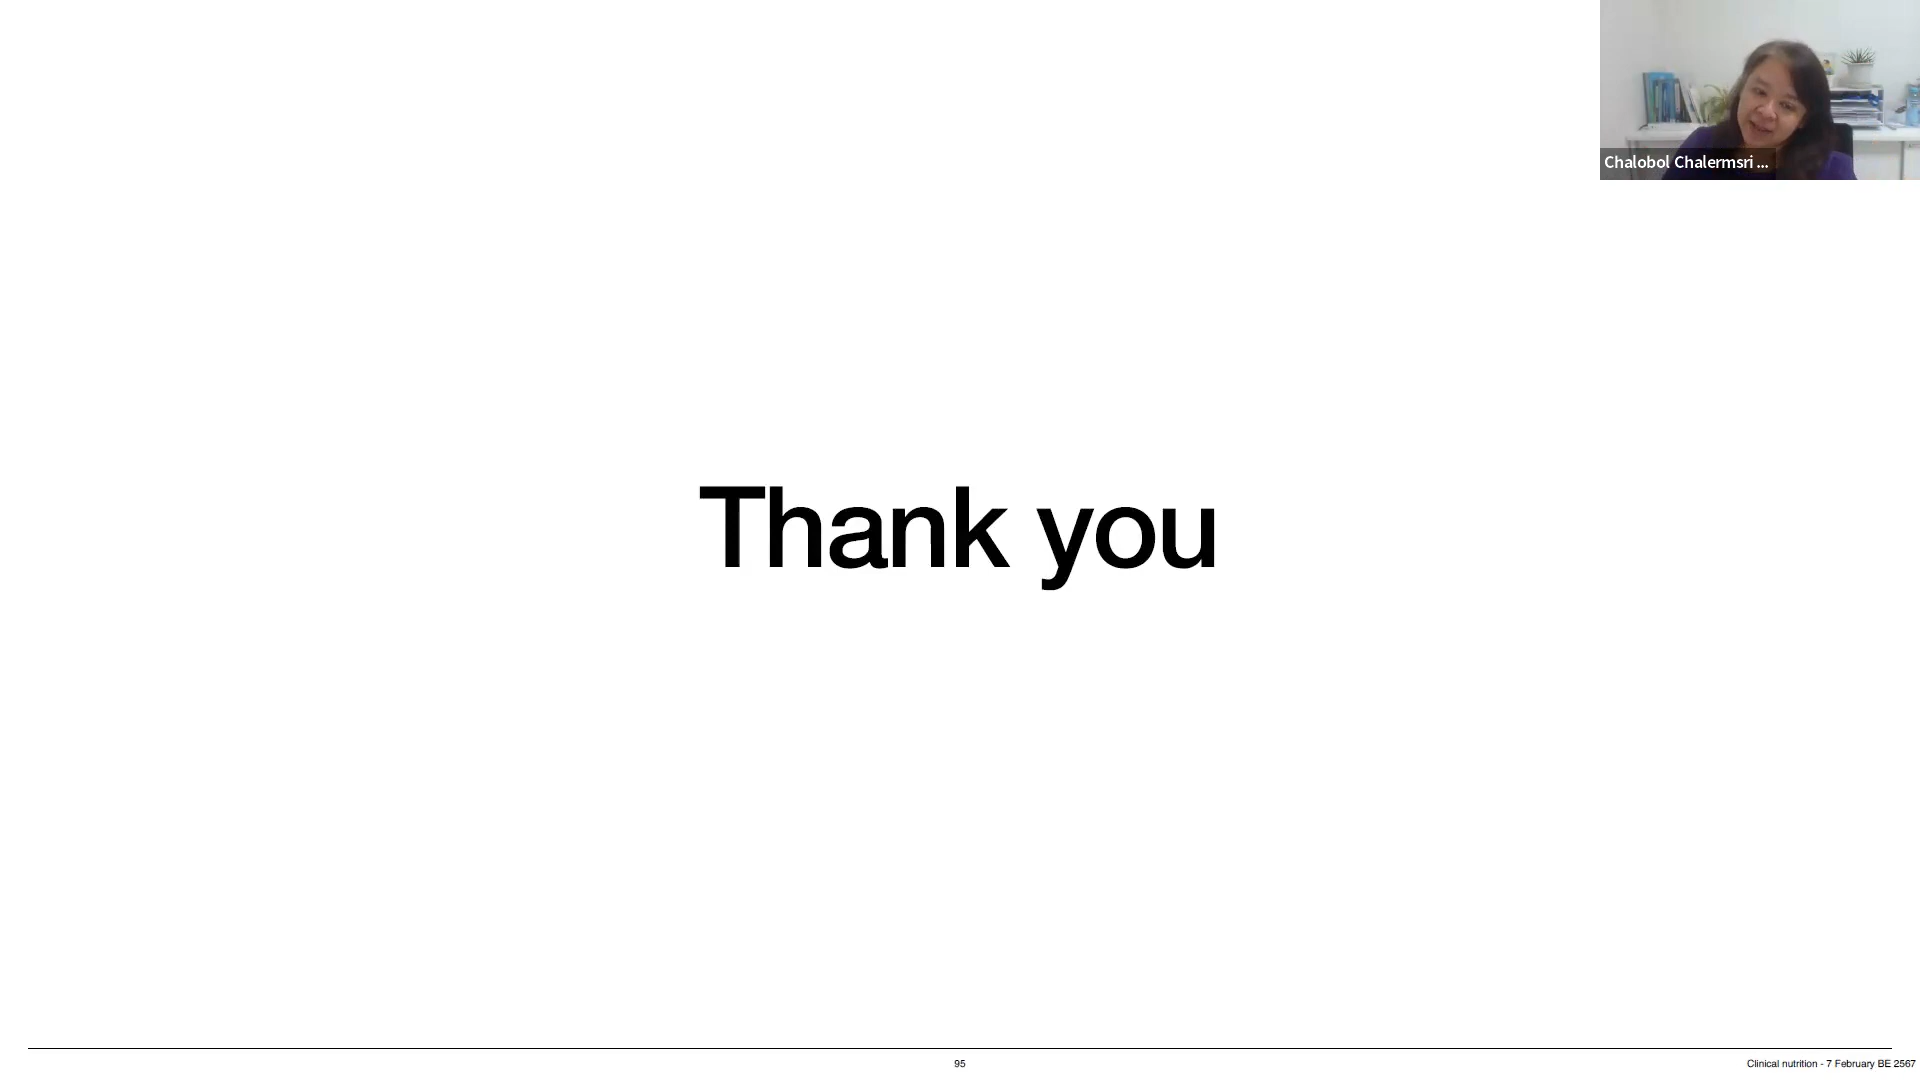 Chalobol Chalermsri ...
Thank you
95
Clinical nutrition - 7 February BE 2567